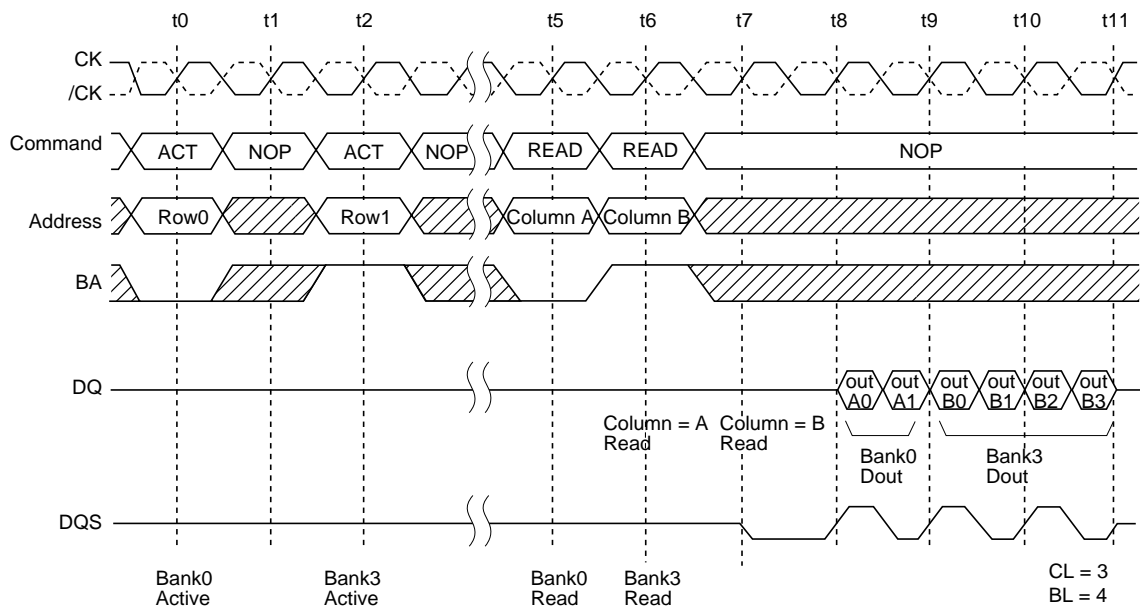 t0 t1 t2 t5 t6 t7 t8 t9 t10 t11
CK
/CK
Command ACT NOP ACT NOP READ READ NOP
Address Row0 Row1 Column A Column B
BA
DQ out A0 out A1 out B0 out B1 out B2 out B3
Column = A Read
Column = B Read
Bank0 Dout
Bank3 Dout
DQS
Bank0 Active
Bank3 Active
Bank0 Read
Bank3 Read
CL = 3
BL = 4